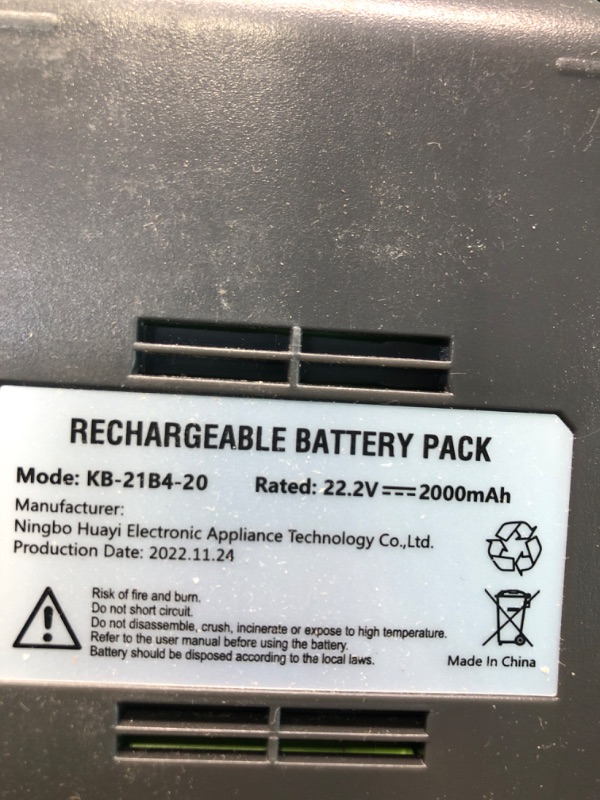 RECHARGEABLE BATTERY PACK
Mode: KB-21B4-20 Rated: 22.2V⎓2000mAh
Manufacturer:
Ningbo Huayi Electronic Appliance Technology Co.,Ltd.
Production Date: 2022.11.24
Risk of fire and burn.
Do not short circuit.
Do not disassemble, crush, incinerate or expose to high temperature.
Refer to the user manual before using the battery.
Battery should be disposed according to the local laws.
Made In China